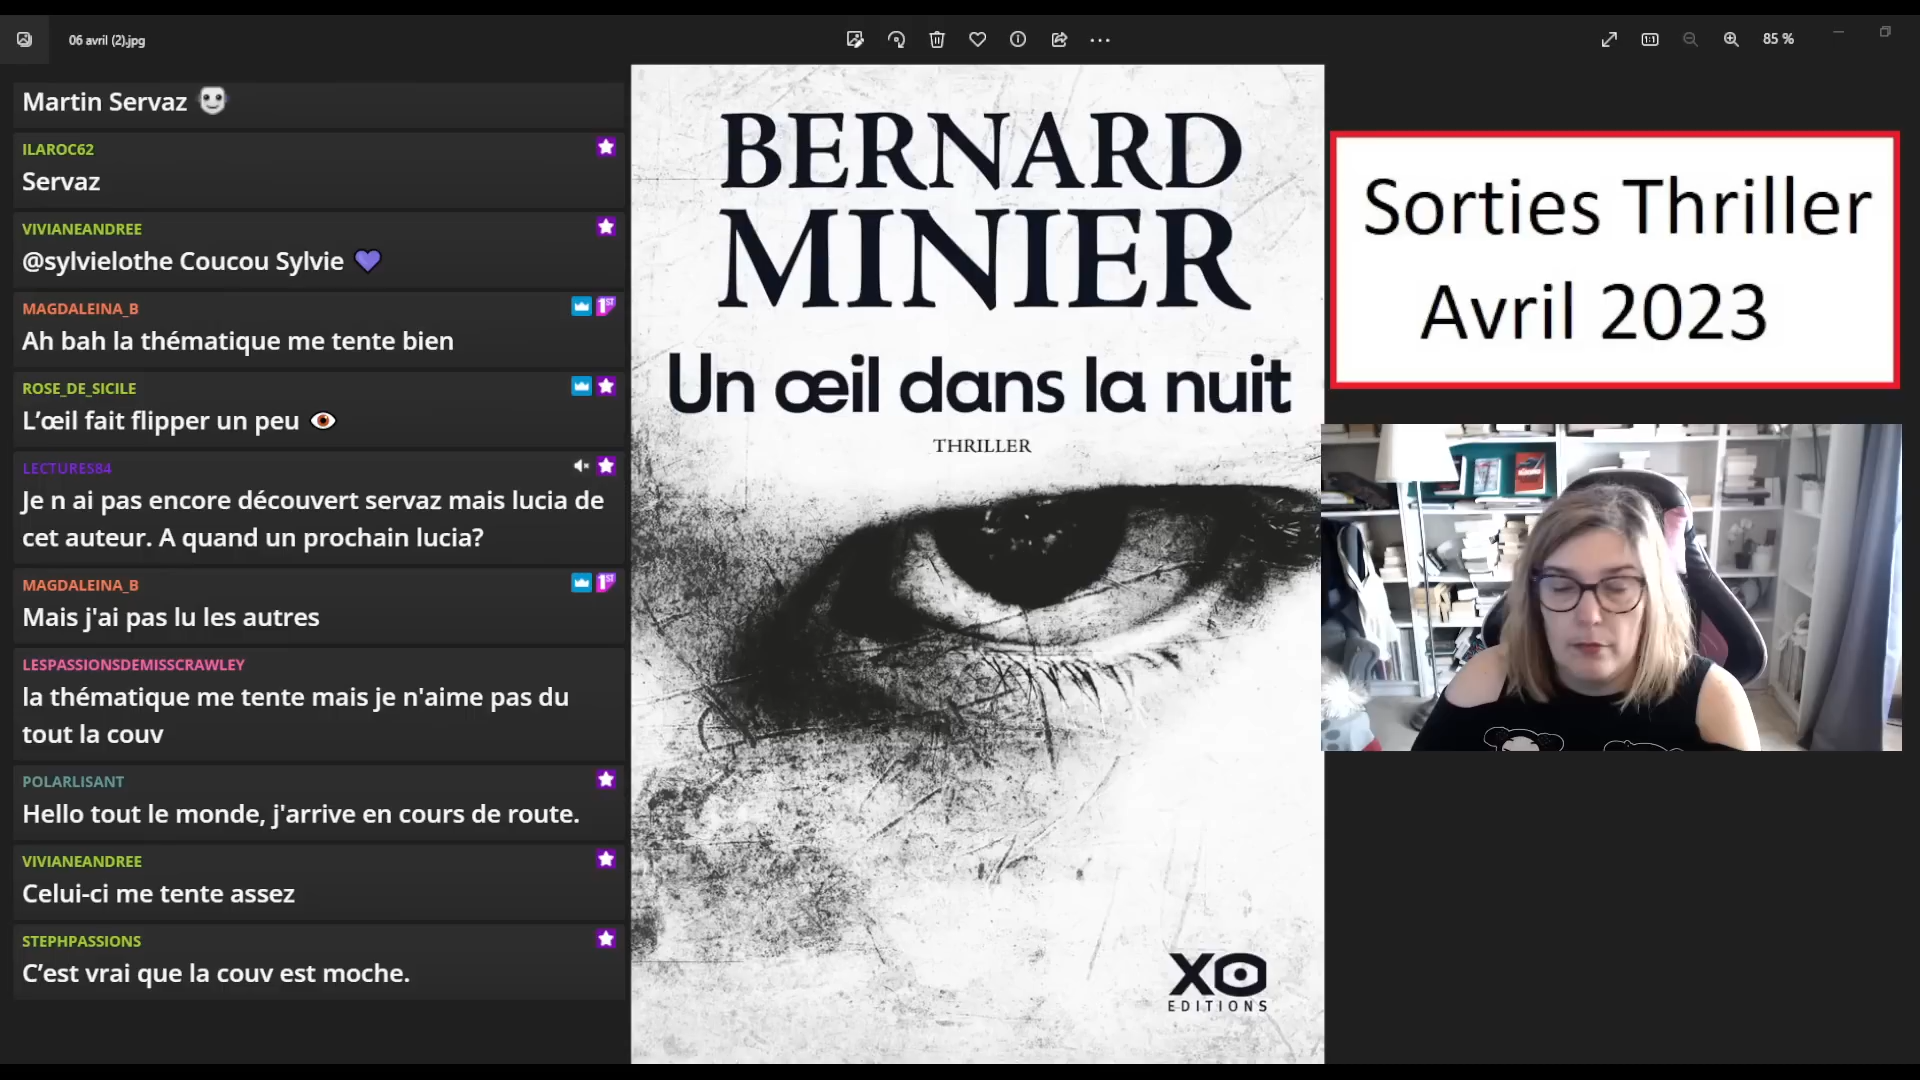 06 avril (2).jpg
85 %
Martin Servaz
ILAROC62
Servaz
VIVIANEANDREE
@sylvielothe Coucou Sylvie 💜
MAGDALEINA_B
1ST
Ah bah la thématique me tente bien
ROSE_DE_SICILE
L’œil fait flipper un peu 👁
LECTURES84
Je n ai pas encore découvert servaz mais lucia de
cet auteur. A quand un prochain lucia?
MAGDALEINA_B
1ST
Mais j'ai pas lu les autres
LESPASSIONSDEMISSCRAWLEY
la thématique me tente mais je n'aime pas du
tout la couv
POLARLISANT
Hello tout le monde, j'arrive en cours de route.
VIVIANEANDREE
Celui-ci me tente assez
STEPHPASSIONS
C’est vrai que la couv est moche.
BERNARD
MINIER
Un œil dans la nuit
THRILLER
XO
EDITIONS
Sorties Thriller
Avril 2023